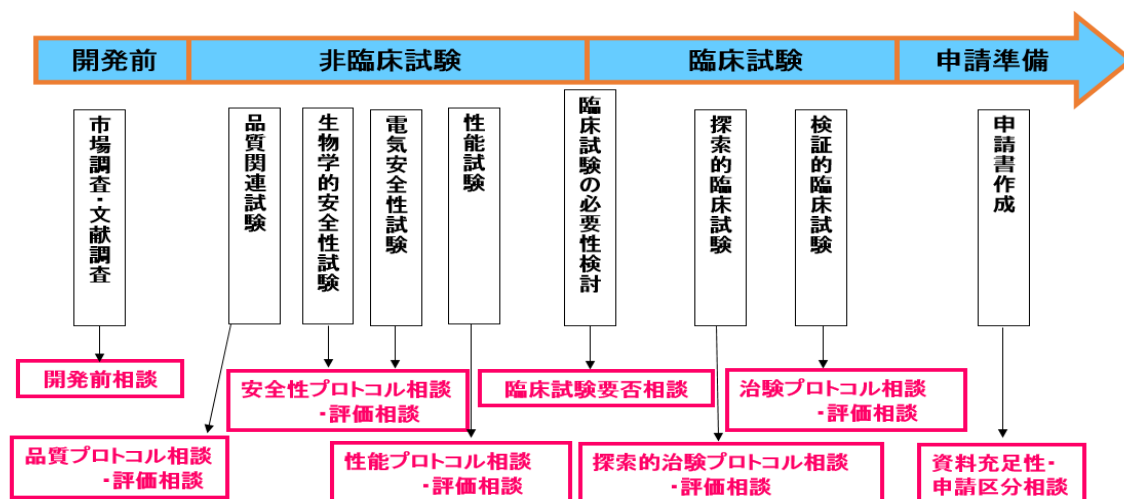 開発前
非臨床試験
臨床試験
申請準備
市場調査・文献調査
品質関連試験
生物学的安全性試験
電気安全性試験
性能試験
臨床試験の必要性検討
探索的臨床試験
検証的臨床試験
申請書作成
開発前相談
安全性プロトコル相談
・評価相談
臨床試験要否相談
治験プロトコル相談
・評価相談
品質プロトコル相談
・評価相談
性能プロトコル相談
・評価相談
探索的治験プロトコル相談
・評価相談
資料充足性・
申請区分相談